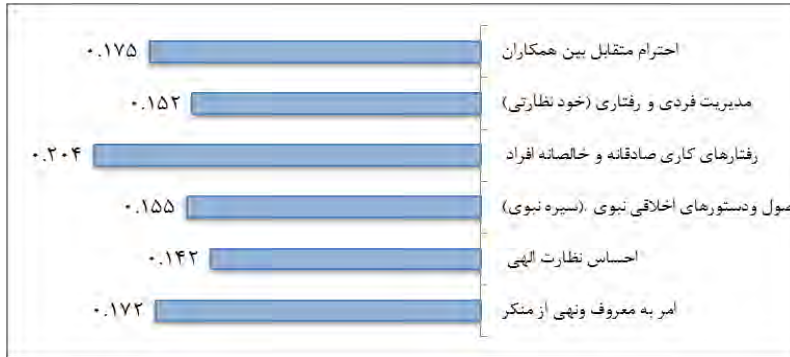 احترام متقابل بین همکاران ۰.۱۷۵
مدیریت فردی و رفتاری (خود نظارتی) ۰.۱۵۲
رفتارهای کاری صادقانه و خالصانه افراد ۰.۲۰۴
صول ودستورهای اخلاقی نبوی .(سیره نبوی) ۰.۱۵۵
احساس نظارت الهی ۰.۱۴۲
امر به معروف ونهی از منکر ۰.۱۷۲